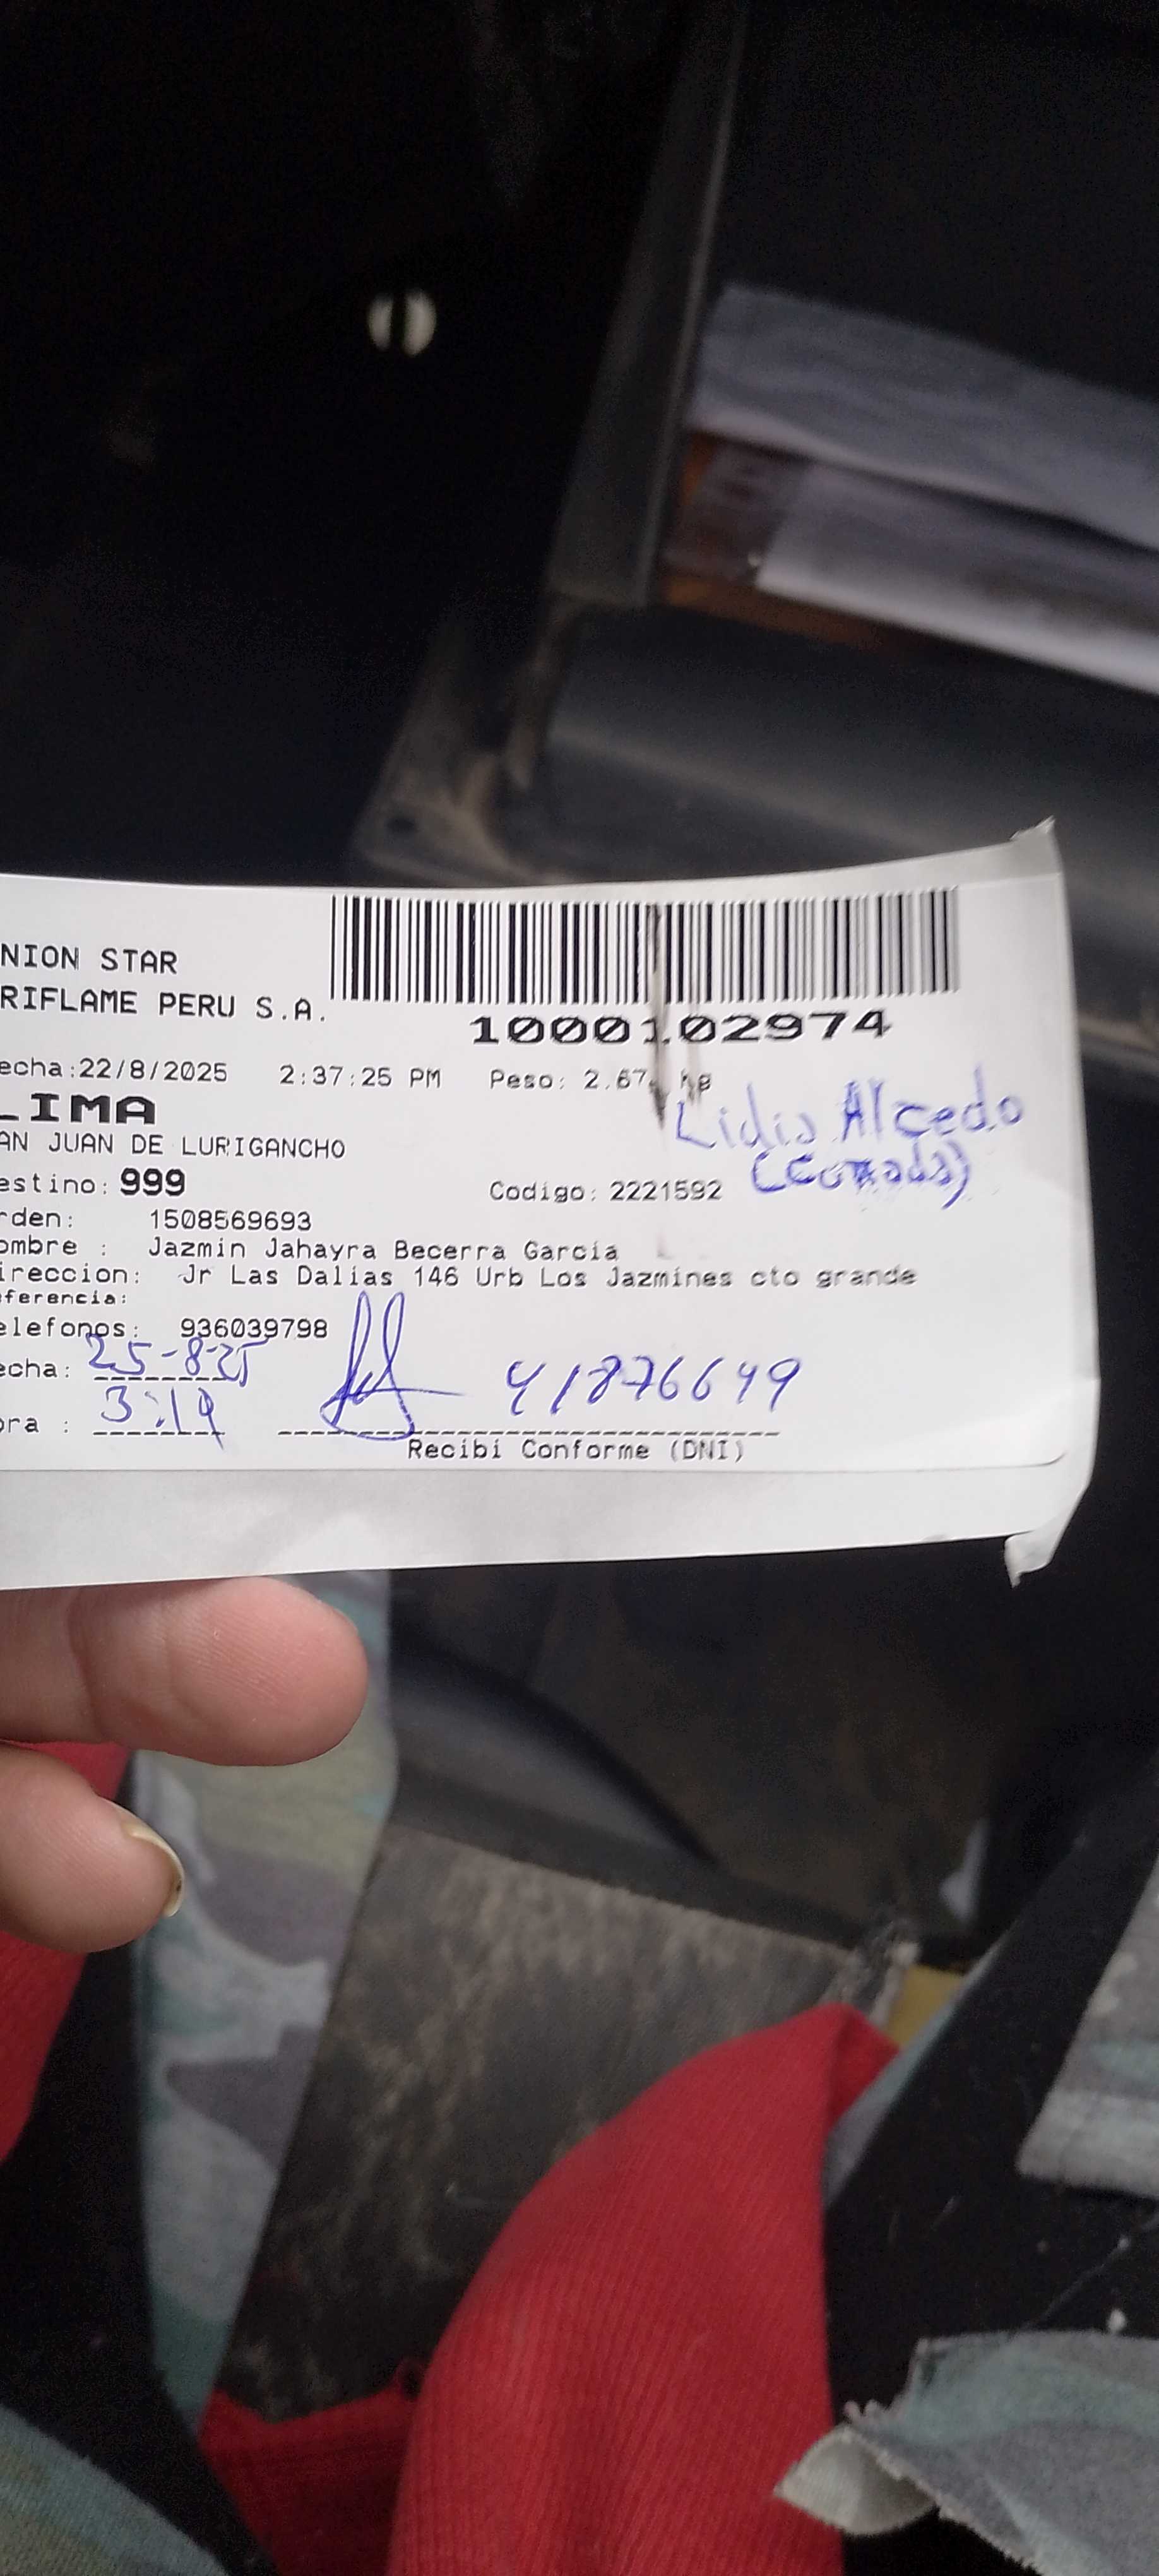 NION STAR
RIFLAME PERU S.A.
1000102974
echa:22/8/2025 2:37:25 PM Peso: 2.67 kg
LIMA
AN JUAN DE LURIGANCHO
Lidia Alcedo
(Cuñada)
estino: 999 Codigo: 2221592
rden: 1508569693
ombre : Jazmin Jahayra Becerra Garcia
ireccion: Jr Las Dalias 146 Urb Los Jazmines cto grande
ferencia:
elefonos: 936039798
echa: 25-8-25
41876649
ora : 3:19
Recibi Conforme (DNI)